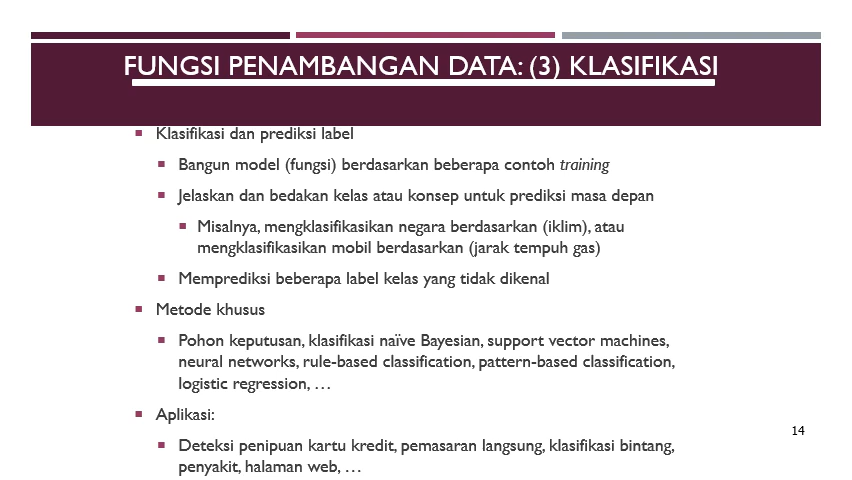 FUNGSI PENAMBANGAN DATA: (3) KLASIFIKASI
Klasifikasi dan prediksi label
Bangun model (fungsi) berdasarkan beberapa contoh training
Jelaskan dan bedakan kelas atau konsep untuk prediksi masa depan
Misalnya, mengklasifikasikan negara berdasarkan (iklim), atau
mengklasifikasikan mobil berdasarkan (jarak tempuh gas)
Memprediksi beberapa label kelas yang tidak dikenal
Metode khusus
Pohon keputusan, klasifikasi naïve Bayesian, support vector machines,
neural networks, rule-based classification, pattern-based classification,
logistic regression, …
Aplikasi:
Deteksi penipuan kartu kredit, pemasaran langsung, klasifikasi bintang,
penyakit, halaman web, …
14